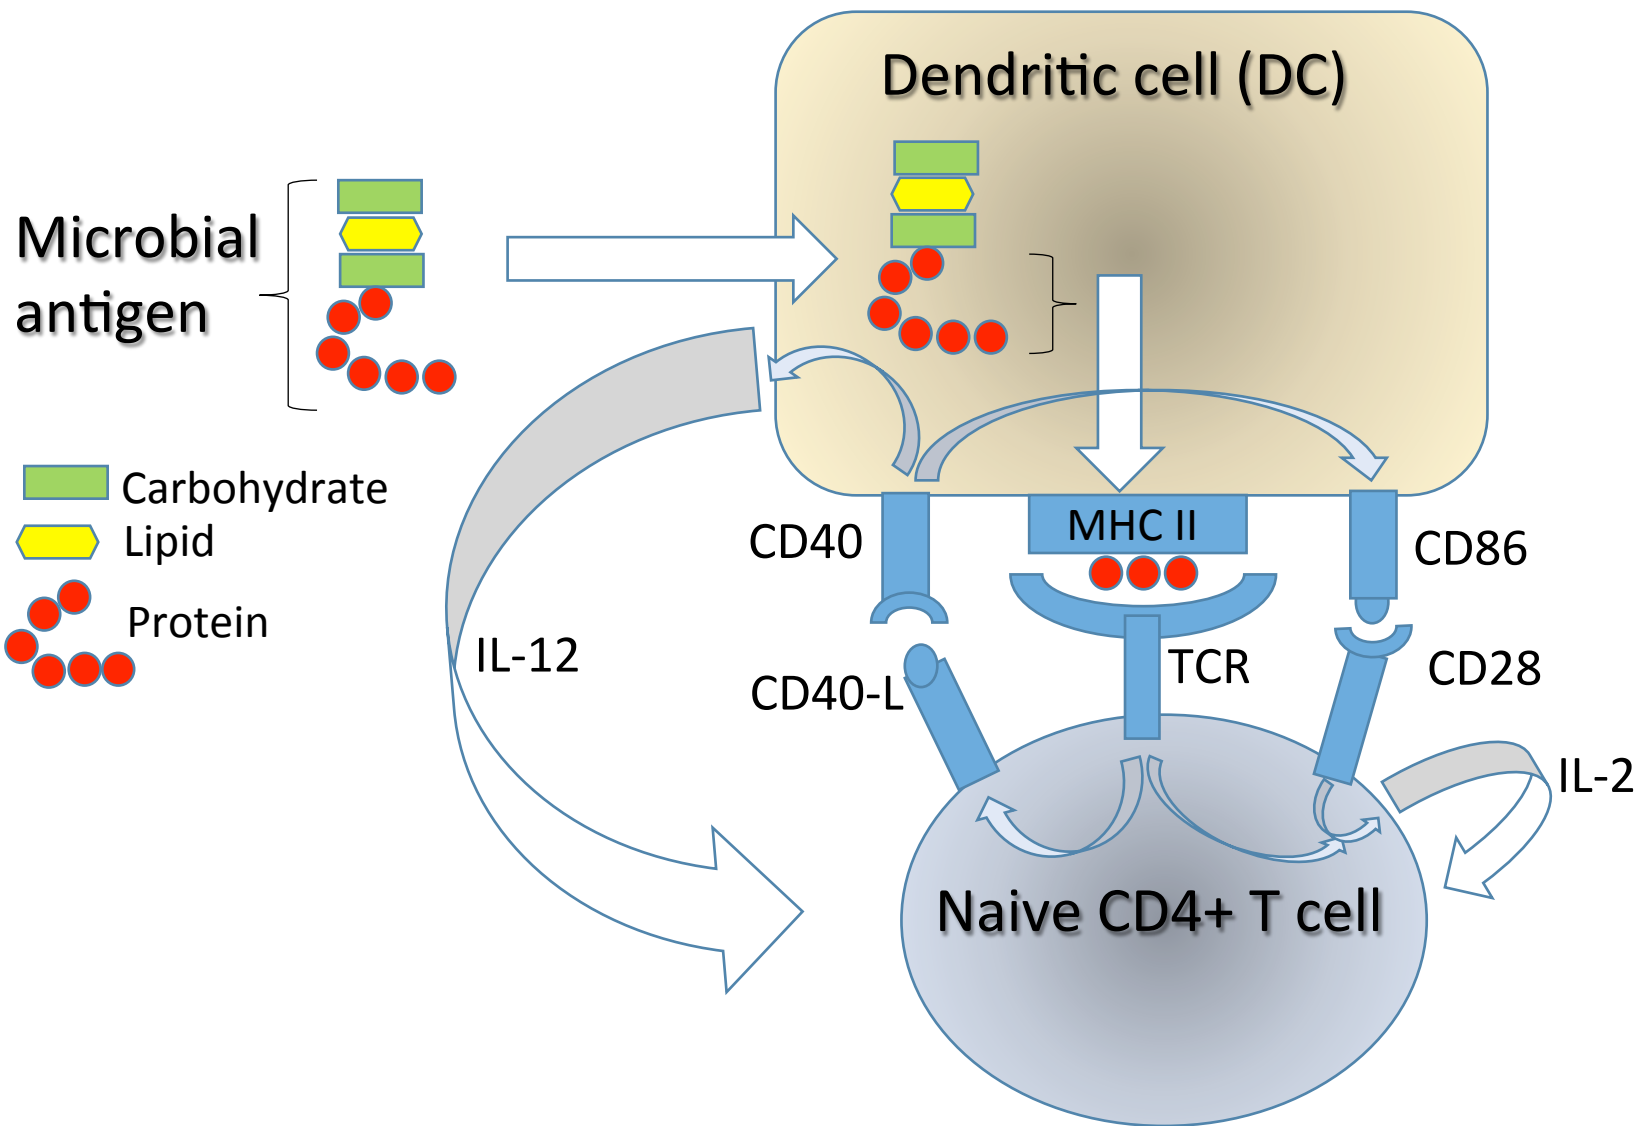 Dendritic cell (DC)
Microbial
antigen
Carbohydrate
Lipid
Protein
CD40
MHC II
CD86
IL-12
CD40-L
TCR
CD28
IL-2
Naive CD4+ T cell